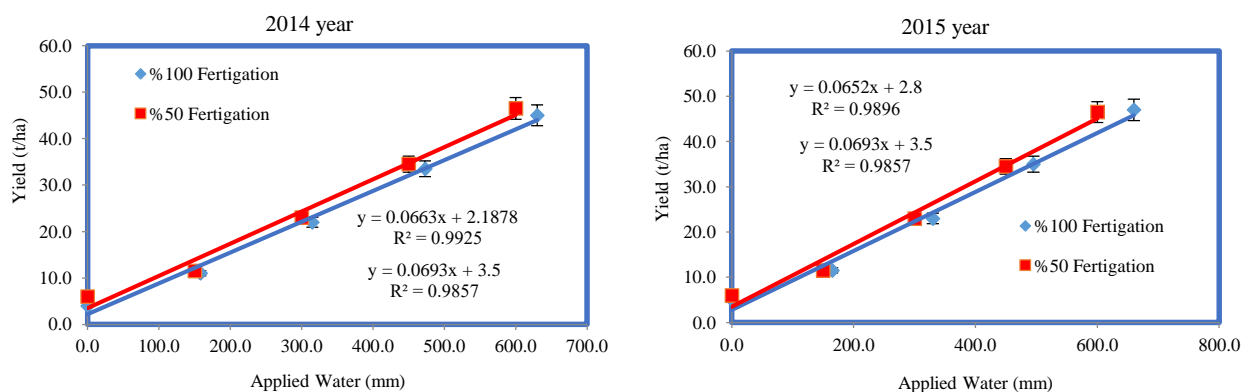 2014 year
60.0
50.0
40.0
30.0
20.0
10.0
0.0
Yield (t/ha)
%100 Fertigation
%50 Fertigation
y = 0.0663x + 2.1878
R² = 0.9925
y = 0.0693x + 3.5
R² = 0.9857
0.0 100.0 200.0 300.0 400.0 500.0 600.0 700.0
Applied Water (mm)
2015 year
60.0
50.0
40.0
30.0
20.0
10.0
0.0
Yield (t/ha)
y = 0.0652x + 2.8
R² = 0.9896
y = 0.0693x + 3.5
R² = 0.9857
%100 Fertigation
%50 Fertigation
0.0 200.0 400.0 600.0 800.0
Applied Water (mm)